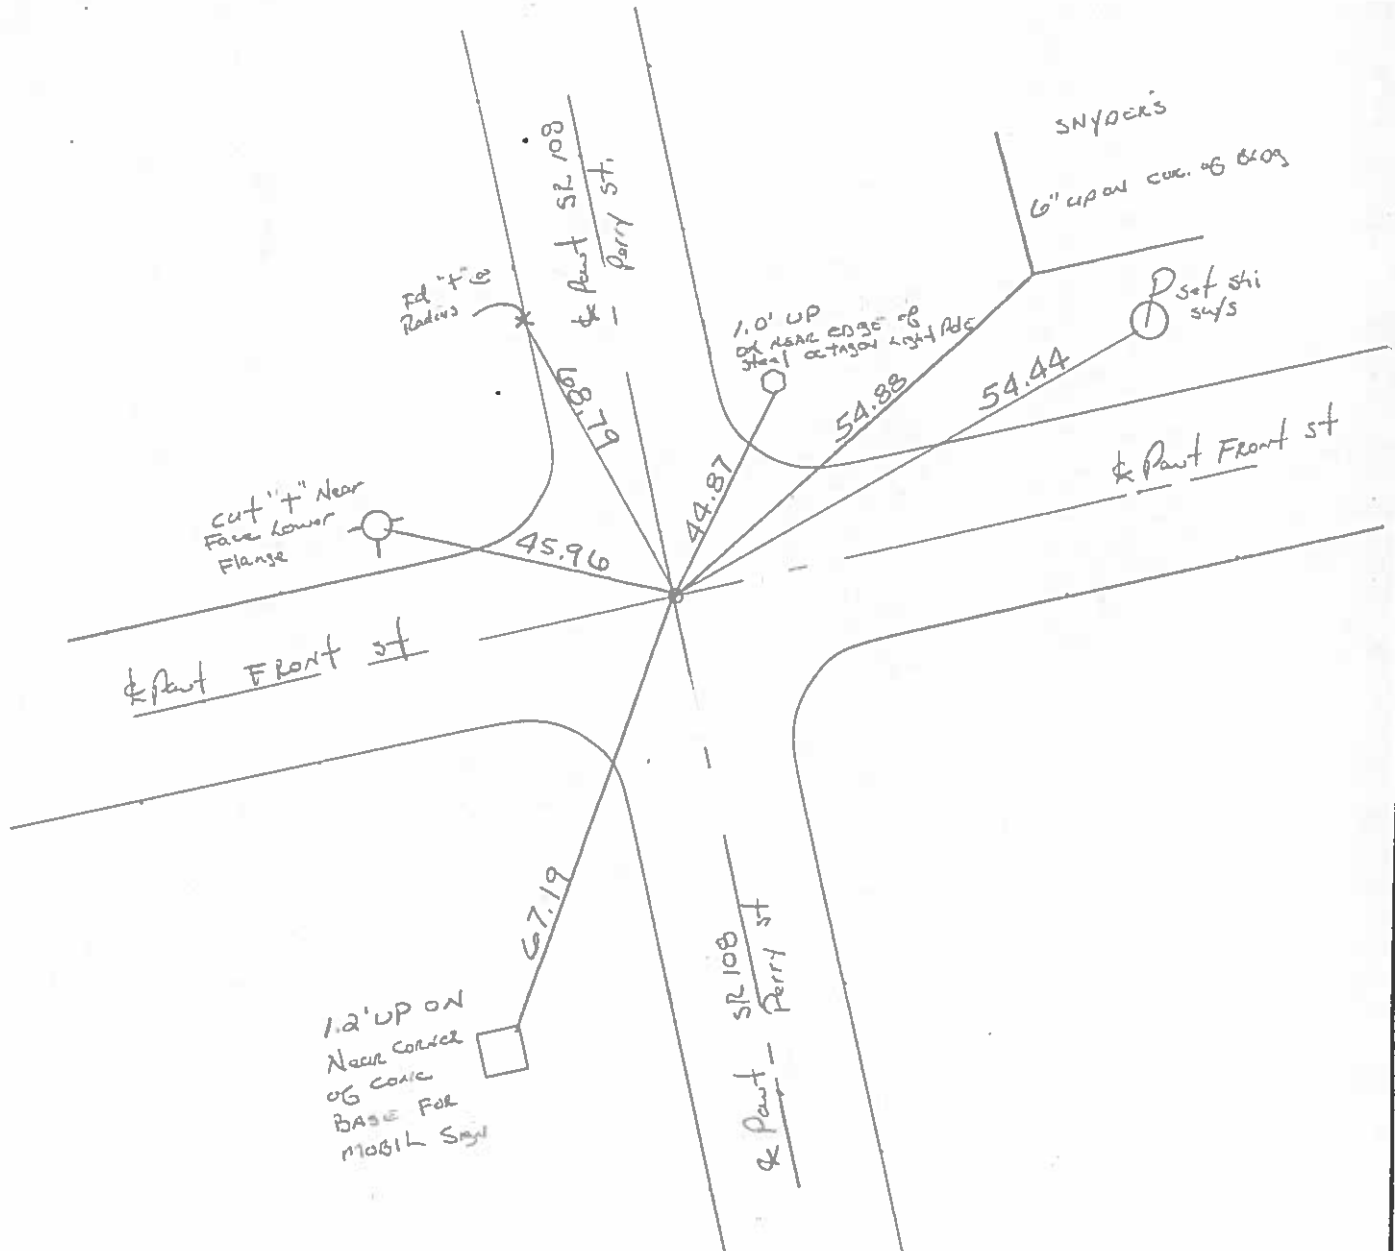 SNYDER'S
6" UP ON COR. OF BLDG
℄ Pavt SR 108
Perry St.
Fd "+" @
Radius
1.0' UP
ON NEAR EDGE OF
Steel OCTAGON Light Pole
P set shi
sw/s
68.79
44.87
54.88
54.44
℄ Pavt FRONT St
Cut "+" Near
Face Lower
Flange
45.96
℄ Pavt FRONT St
67.19
1.2' UP ON
Near CORNER
OF CONC
BASE FOR
MOBIL Sign
℄ Pavt SR 108
Perry St